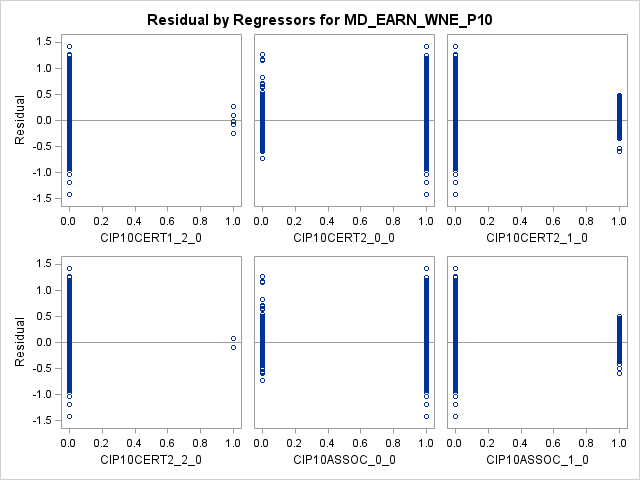 Residual by Regressors for MD_EARN_WNE_P10
Residual
1.5
1.0
0.5
0.0
-0.5
-1.0
-1.5
0.0 0.2 0.4 0.6 0.8 1.0
CIP10CERT1_2_0
0.0 0.2 0.4 0.6 0.8 1.0
CIP10CERT2_0_0
0.0 0.2 0.4 0.6 0.8 1.0
CIP10CERT2_1_0
Residual
1.5
1.0
0.5
0.0
-0.5
-1.0
-1.5
0.0 0.2 0.4 0.6 0.8 1.0
CIP10CERT2_2_0
0.0 0.2 0.4 0.6 0.8 1.0
CIP10ASSOC_0_0
0.0 0.2 0.4 0.6 0.8 1.0
CIP10ASSOC_1_0